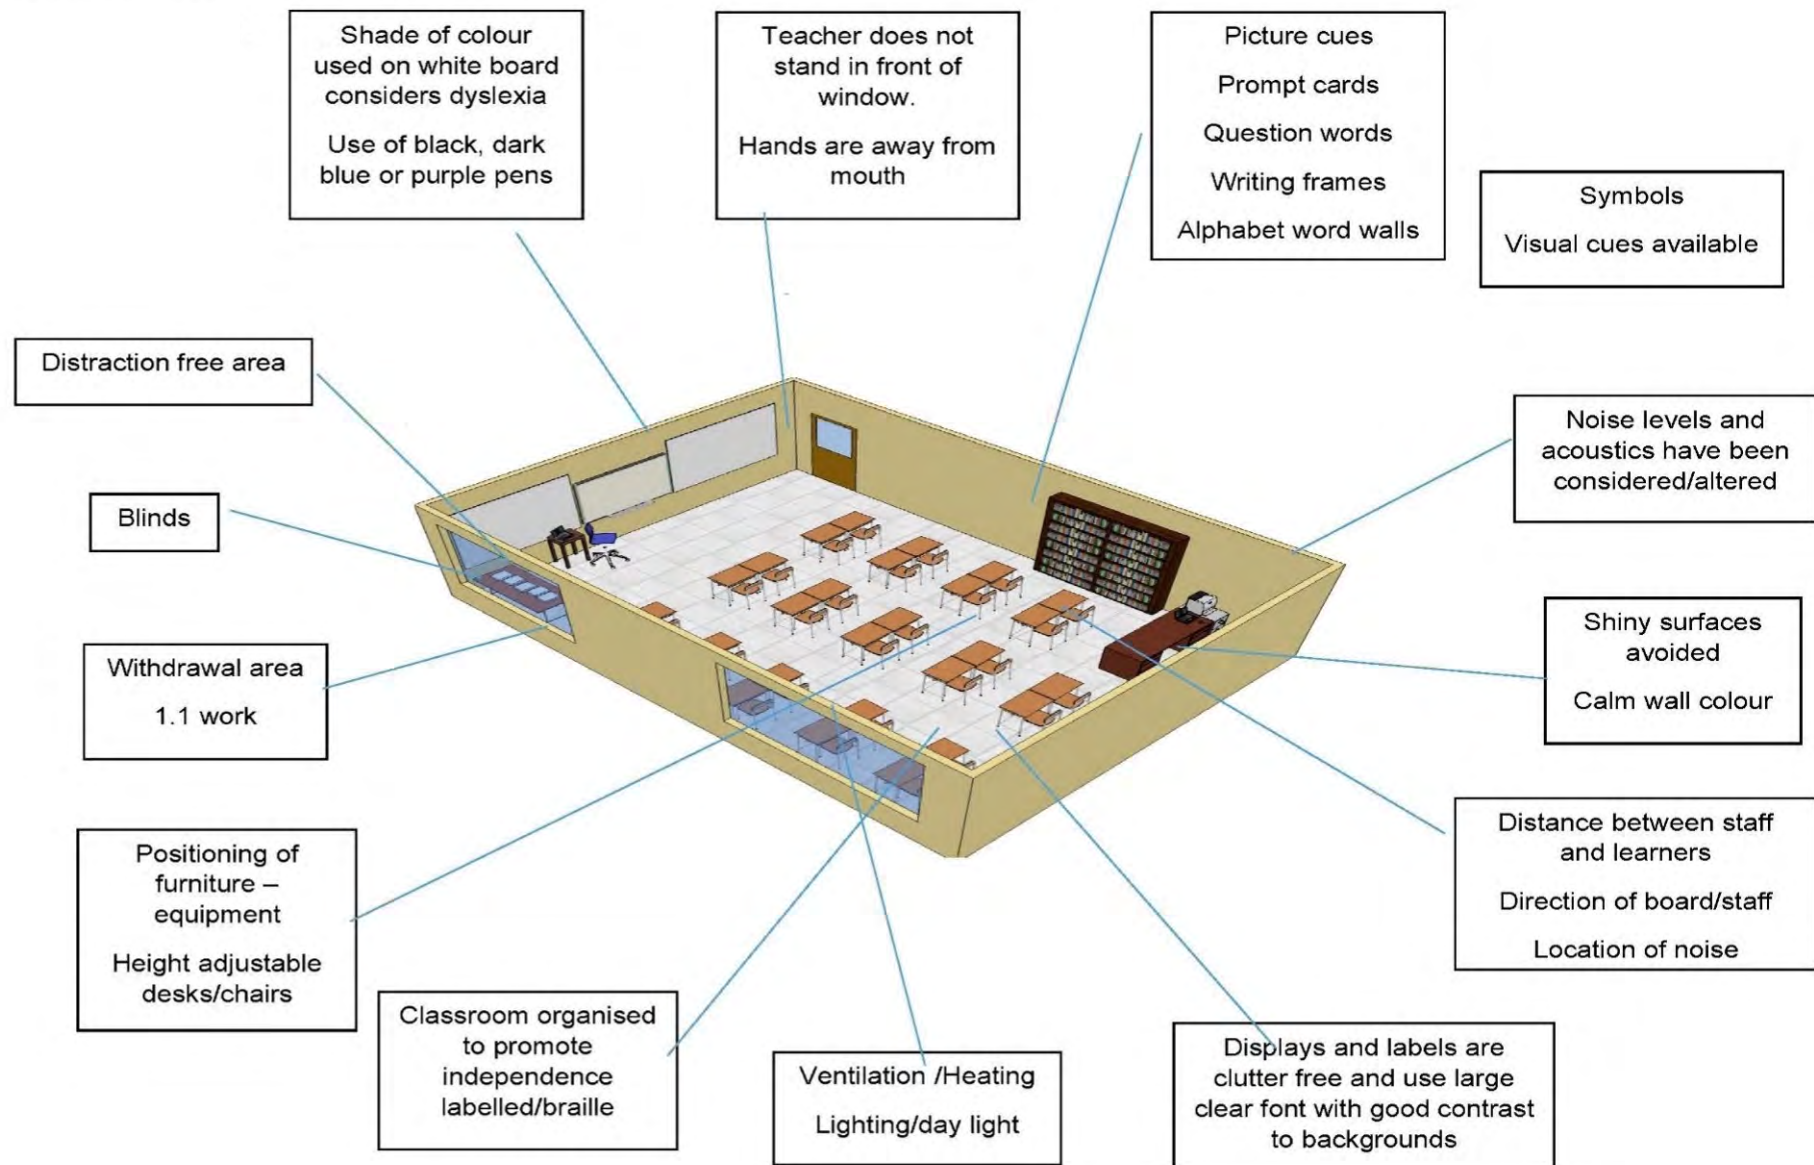 Shade of colour
used on white board
considers dyslexia
Use of black, dark
blue or purple pens
Teacher does not
stand in front of
window.
Hands are away from
mouth
Picture cues
Prompt cards
Question words
Writing frames
Alphabet word walls
Symbols
Visual cues available
Distraction free area
Noise levels and
acoustics have been
considered/altered
Blinds
Withdrawal area
1.1 work
Shiny surfaces
avoided
Calm wall colour
Positioning of
furniture –
equipment
Height adjustable
desks/chairs
Distance between staff
and learners
Direction of board/staff
Location of noise
Classroom organised
to promote
independence
labelled/braille
Ventilation /Heating
Lighting/day light
Displays and labels are
clutter free and use large
clear font with good contrast
to backgrounds